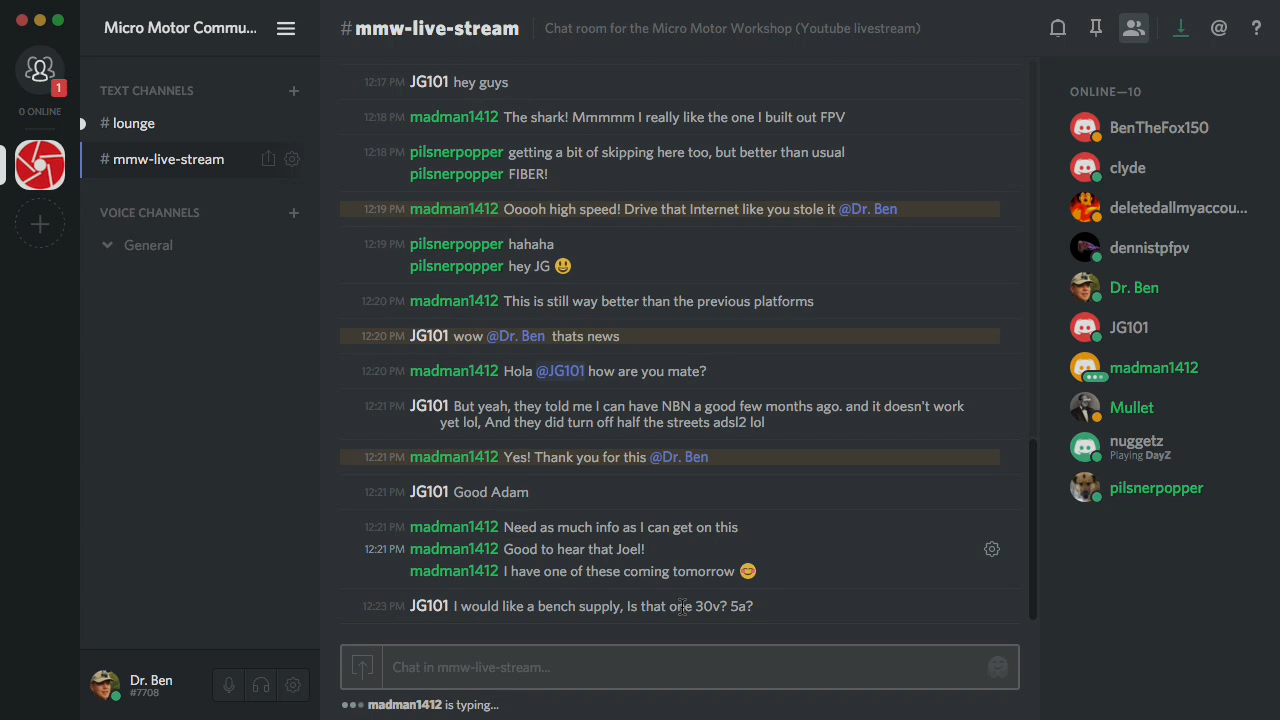 1
0 ONLINE
Micro Motor Commu...
TEXT CHANNELS
# lounge
# mmw-live-stream
VOICE CHANNELS
General
Dr. Ben
#7708
#mmw-live-stream
Chat room for the Micro Motor Workshop (Youtube livestream)
12:17 PM JG101 hey guys
12:18 PM madman1412 The shark! Mmmmm I really like the one I built out FPV
12:18 PM pilsnerpopper getting a bit of skipping here too, but better than usual
pilsnerpopper FIBER!
12:19 PM madman1412 Ooooh high speed! Drive that Internet like you stole it @Dr. Ben
12:19 PM pilsnerpopper hahaha
pilsnerpopper hey JG 😃
12:20 PM madman1412 This is still way better than the previous platforms
12:20 PM JG101 wow @Dr. Ben thats news
12:20 PM madman1412 Hola @JG101 how are you mate?
12:21 PM JG101 But yeah, they told me I can have NBN a good few months ago. and it doesn't work
yet lol, And they did turn off half the streets adsl2 lol
12:21 PM madman1412 Yes! Thank you for this @Dr. Ben
12:21 PM JG101 Good Adam
12:21 PM madman1412 Need as much info as I can get on this
12:21 PM madman1412 Good to hear that Joel!
madman1412 I have one of these coming tomorrow 😊
12:23 PM JG101 I would like a bench supply, Is that one 30v? 5a?
Chat in mmw-live-stream...
madman1412 is typing...
@
?
ONLINE—10
BenTheFox150
clyde
deletedallmyaccou...
dennistpfpv
Dr. Ben
JG101
madman1412
Mullet
nuggetz
Playing DayZ
pilsnerpopper